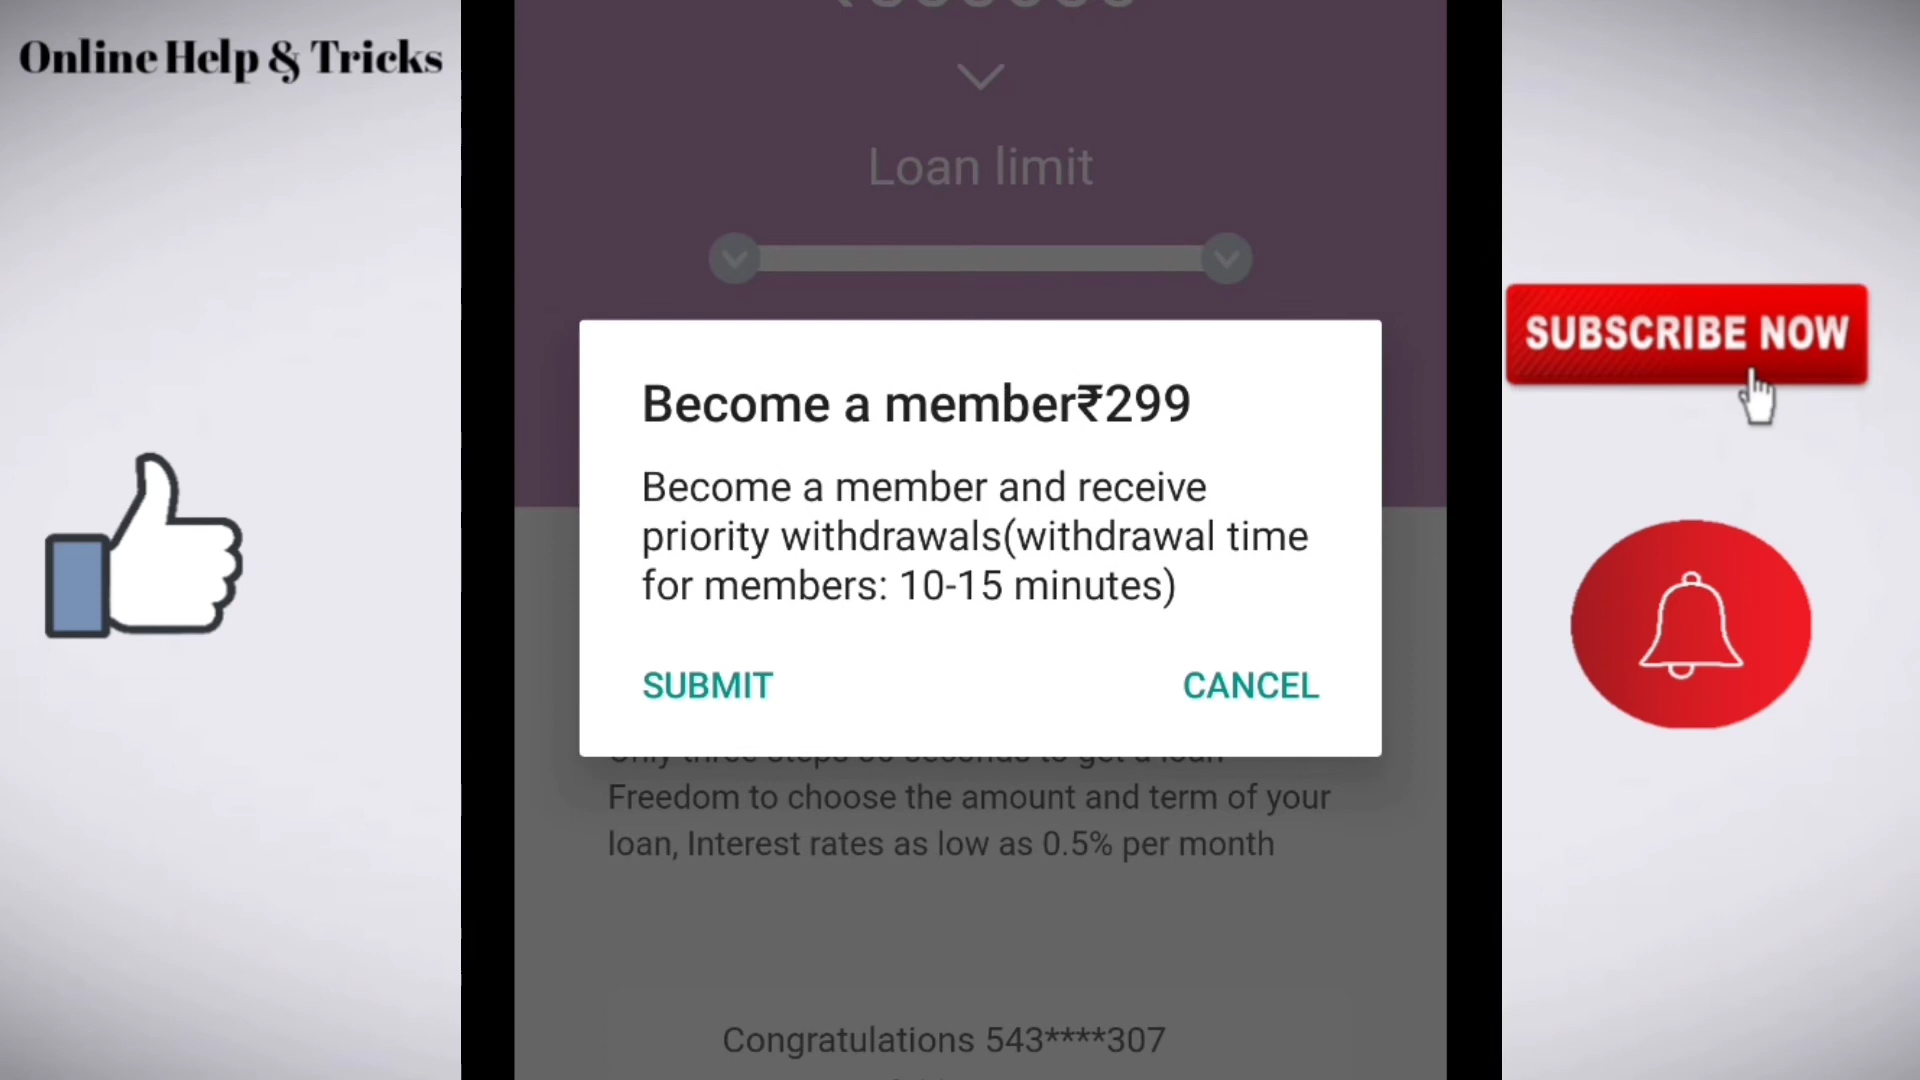 Online Help & Tricks
Loan limit
SUBSCRIBE NOW
Become a member₹299
Become a member and receive
priority withdrawals(withdrawal time
for members: 10-15 minutes)
SUBMIT
CANCEL
Freedom to choose the amount and term of your
loan, Interest rates as low as 0.5% per month
Congratulations 543****307